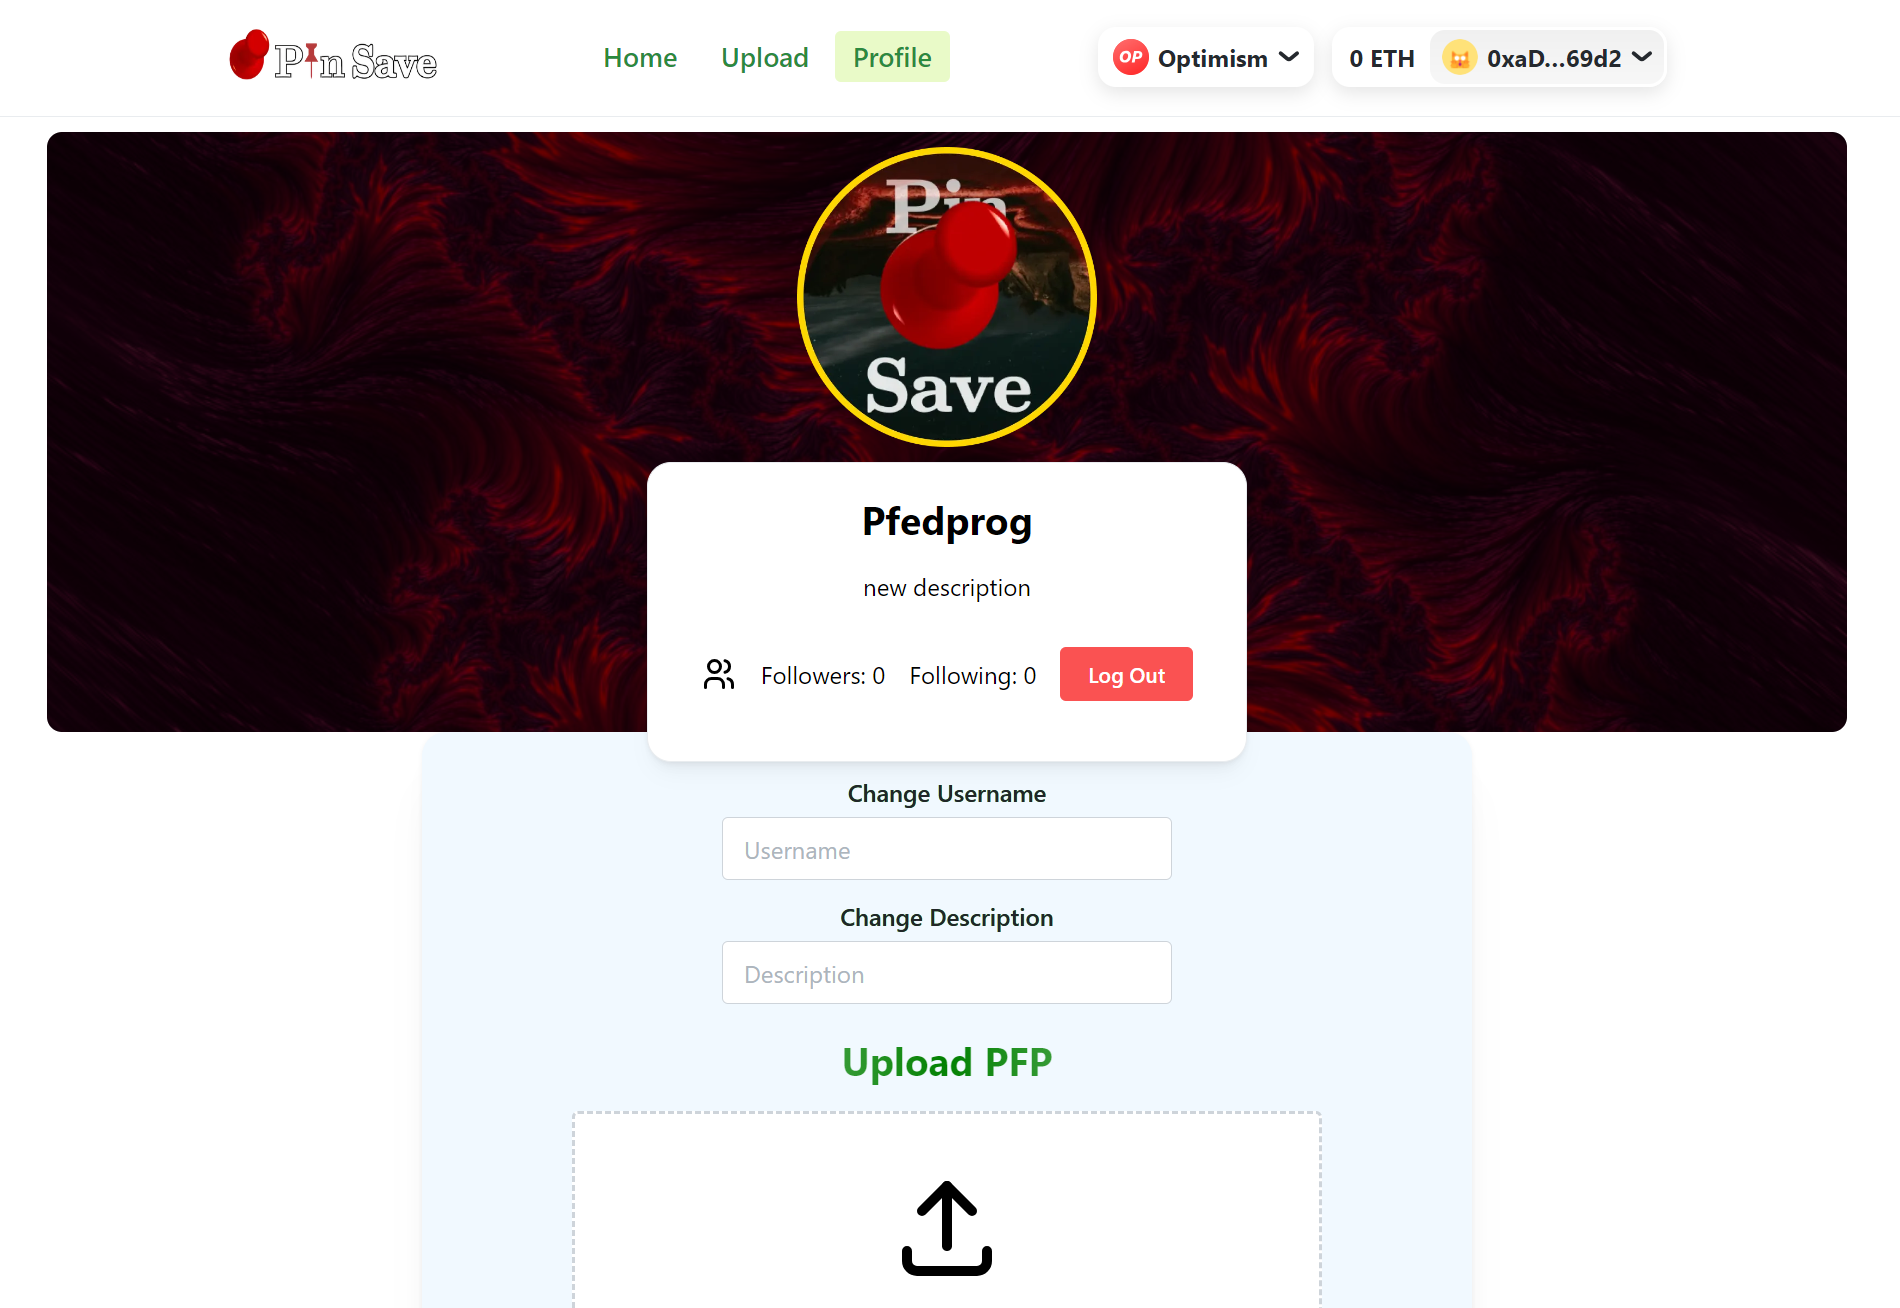 Pin Save
Home
Upload
Profile
OP
Optimism
0 ETH
0xaD...69d2
Pin
Save
Pfedprog
new description
Followers: 0
Following: 0
Log Out
Change Username
Username
Change Description
Description
Upload PFP